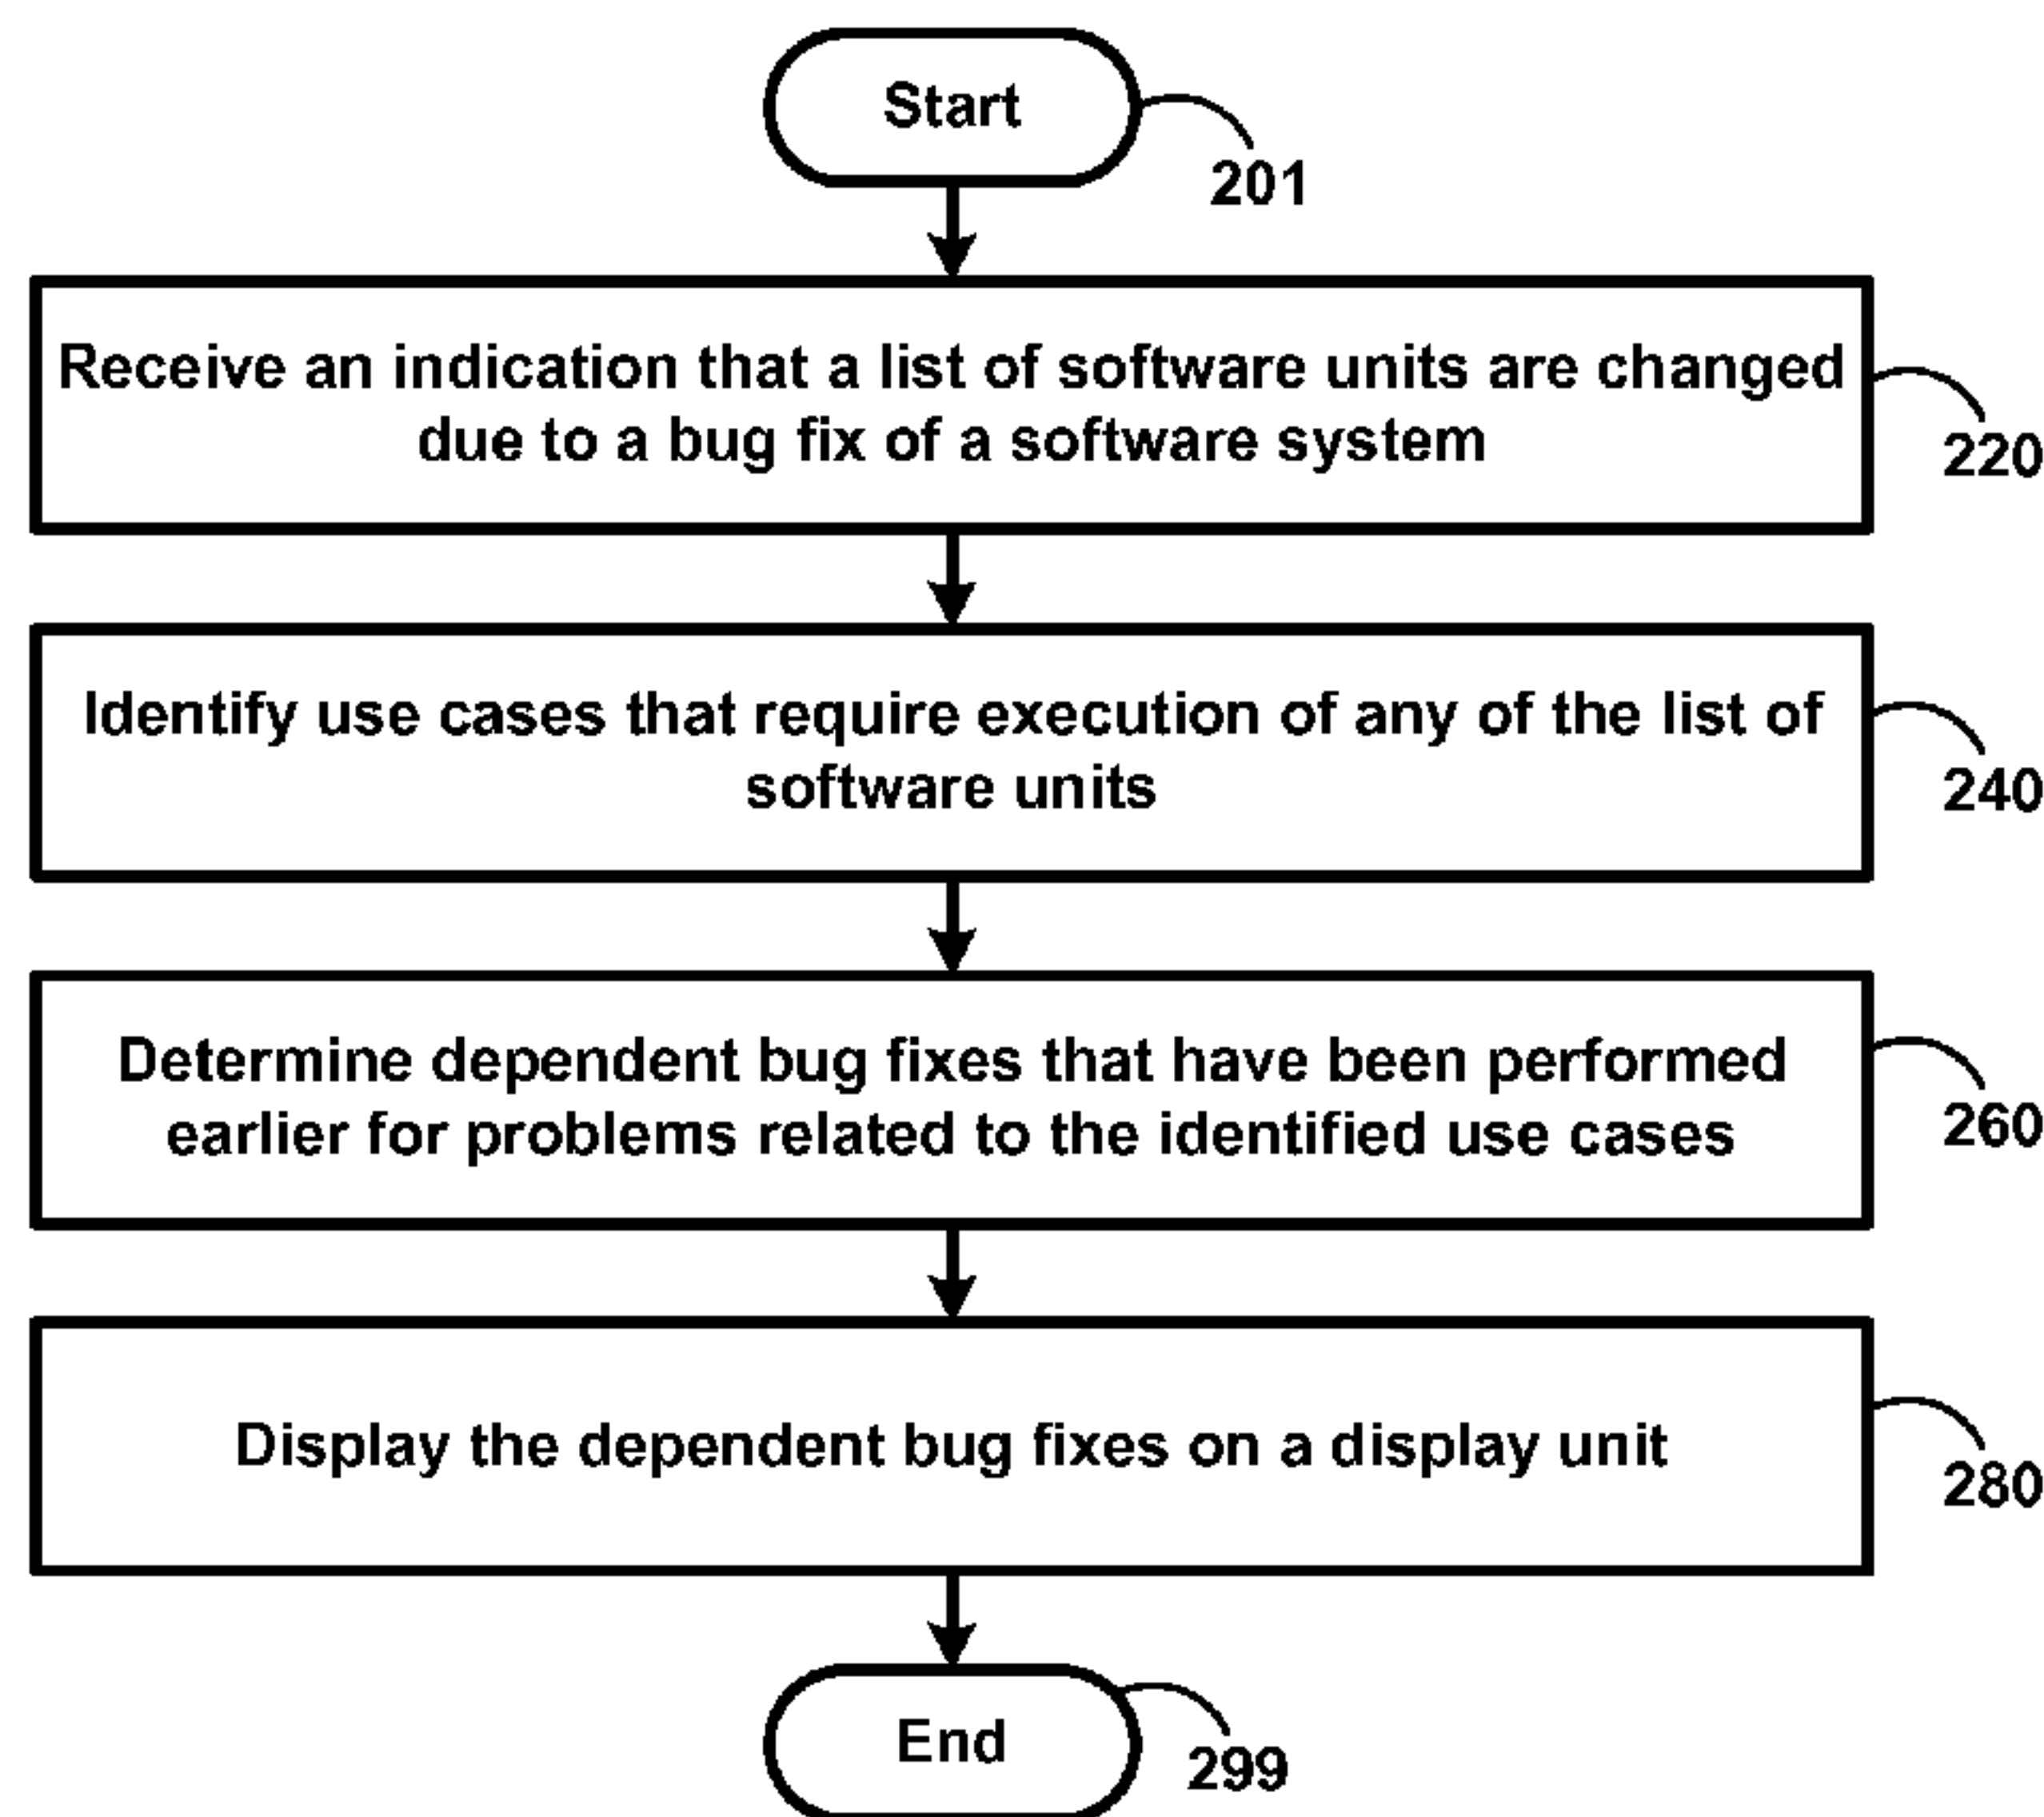 Start
201
Receive an indication that a list of software units are changed
due to a bug fix of a software system
220
Identify use cases that require execution of any of the list of
software units
240
Determine dependent bug fixes that have been performed
earlier for problems related to the identified use cases
260
Display the dependent bug fixes on a display unit
280
End
299